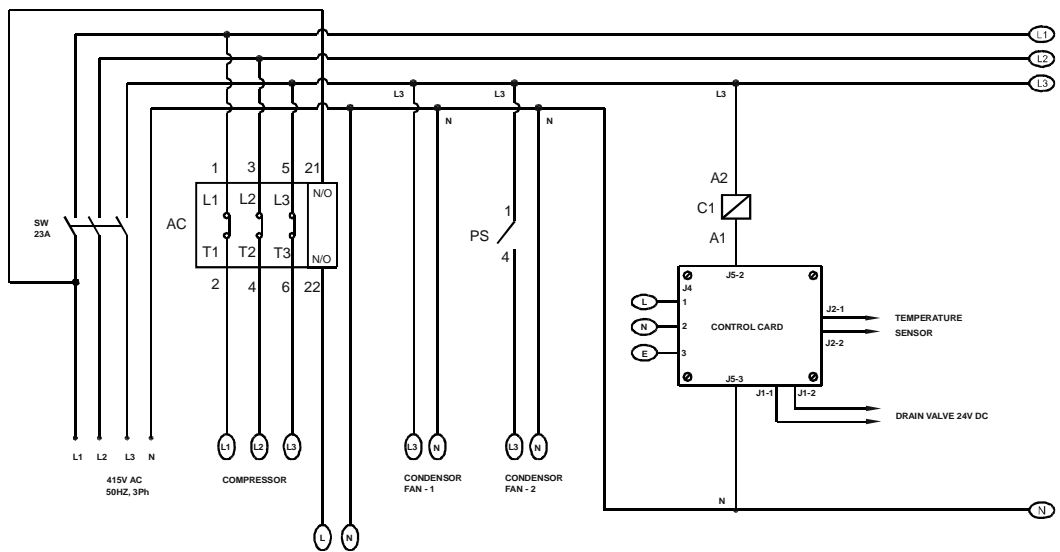 L1
L2
L3
L3 L3 L3
N N
1 3 5 21
A2
L1 L2 L3 N/O
C1
1
SW
23A
AC
PS
A1
T1 T2 T3 N/O
4
2 4 6 22
J5-2
J4
L 1
J2-1
TEMPERATURE
N 2
CONTROL CARD
SENSOR
J2-2
E 3
J5-3
J1-1 J1-2
DRAIN VALVE 24V DC
L1 L2 L3 L3 N L3 N
L1 L2 L3 N
415V AC
50HZ, 3Ph
COMPRESSOR
CONDENSOR
FAN - 1
CONDENSOR
FAN - 2
N
N
L N